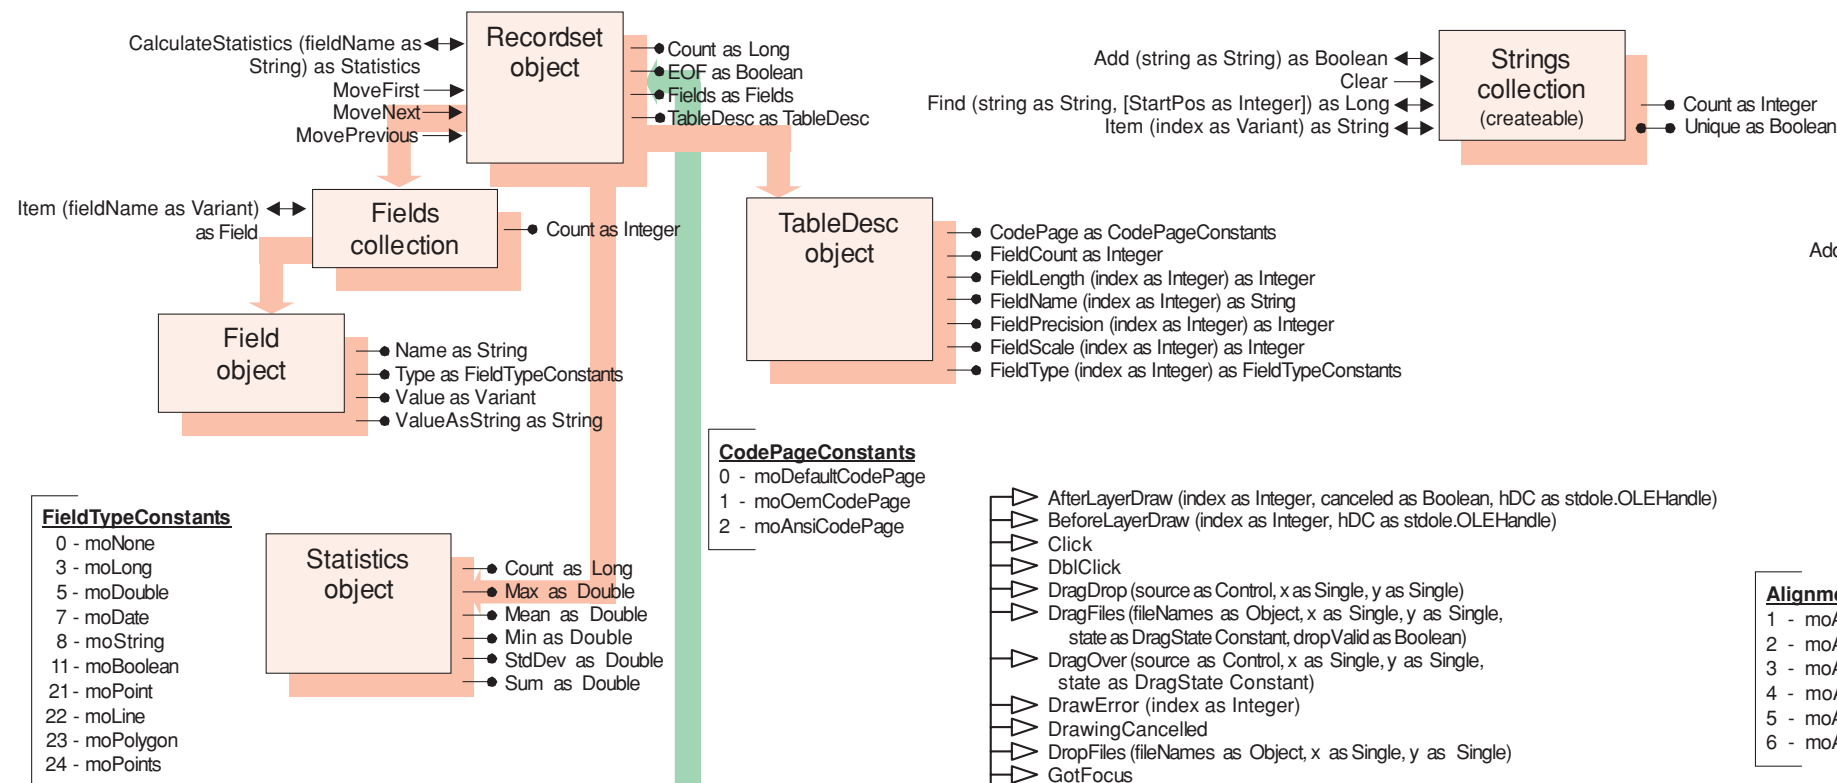 Recordset
object
CalculateStatistics (fieldName as
String) as Statistics
MoveFirst
MoveNext
MovePrevious
Count as Long
EOF as Boolean
Fields as Fields
TableDesc as TableDesc
Strings
collection
(createable)
Add (string as String) as Boolean
Clear
Find (string as String, [StartPos as Integer]) as Long
Item (index as Variant) as String
Count as Integer
Unique as Boolean
Item (fieldName as Variant)
as Field
Fields
collection
Count as Integer
TableDesc
object
CodePage as CodePageConstants
FieldCount as Integer
FieldLength (index as Integer) as Integer
FieldName (index as Integer) as String
FieldPrecision (index as Integer) as Integer
FieldScale (index as Integer) as Integer
FieldType (index as Integer) as FieldTypeConstants
Add
Field
object
Name as String
Type as FieldTypeConstants
Value as Variant
ValueAsString as String
CodePageConstants
0 - moDefaultCodePage
1 - moOemCodePage
2 - moAnsiCodePage
FieldTypeConstants
0 - moNone
3 - moLong
5 - moDouble
7 - moDate
8 - moString
11 - moBoolean
21 - moPoint
22 - moLine
23 - moPolygon
24 - moPoints
Statistics
object
Count as Long
Max as Double
Mean as Double
Min as Double
StdDev as Double
Sum as Double
AfterLayerDraw (index as Integer, canceled as Boolean, hDC as stdole.OLEHandle)
BeforeLayerDraw (index as Integer, hDC as stdole.OLEHandle)
Click
DblClick
DragDrop (source as Control, x as Single, y as Single)
DragFiles (fileNames as Object, x as Single, y as Single,
state as DragState Constant, dropValid as Boolean)
DragOver (source as Control, x as Single, y as Single,
state as DragState Constant)
DrawError (index as Integer)
DrawingCancelled
DropFiles (fileNames as Object, x as Single, y as Single)
GotFocus
Alignme
1 - moA
2 - moA
3 - moA
4 - moA
5 - moA
6 - moA